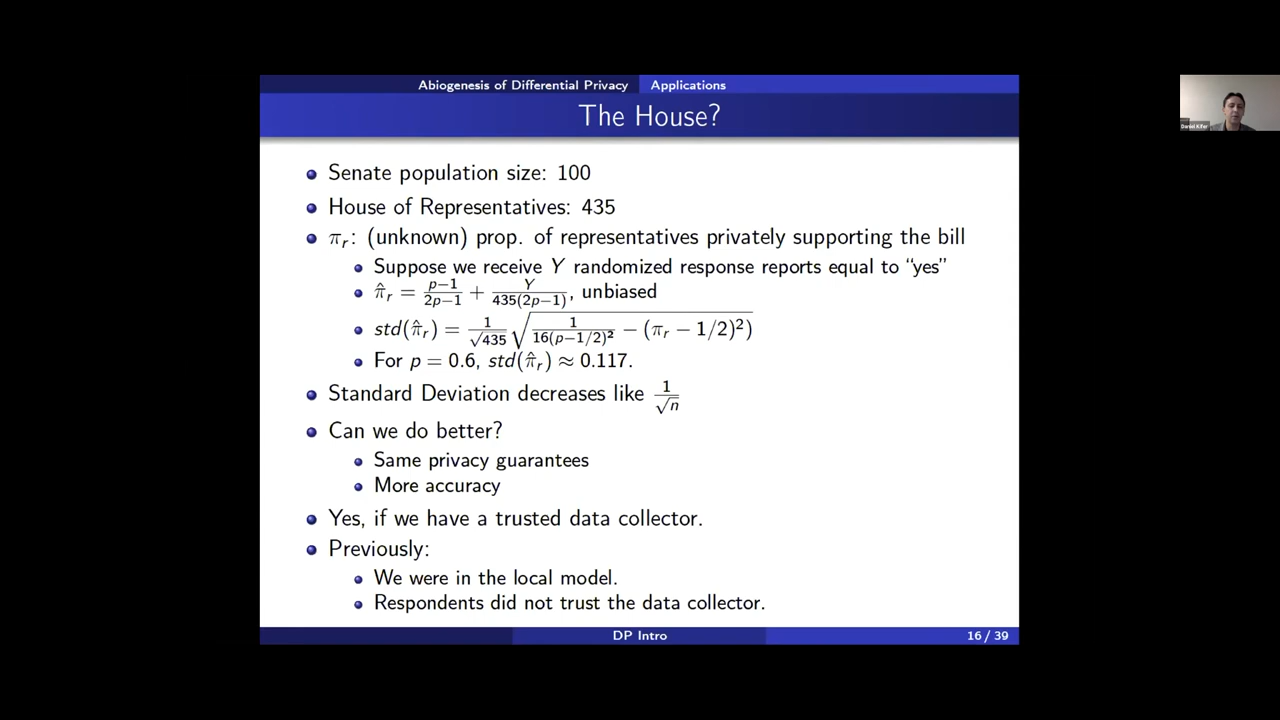 Abiogenesis of Differential Privacy Applications
The House?
Senate population size: 100
House of Representatives: 435
π_r: (unknown) prop. of representatives privately supporting the bill
Suppose we receive Y randomized response reports equal to “yes”
π̂_r = (p−1)/(2p−1) + Y/(435(2p−1)), unbiased
std(π̂_r) = 1/√435 √(1/(16(p−1/2)²) − (π_r − 1/2)²)
For p = 0.6, std(π̂_r) ≈ 0.117.
Standard Deviation decreases like 1/√n
Can we do better?
Same privacy guarantees
More accuracy
Yes, if we have a trusted data collector.
Previously:
We were in the local model.
Respondents did not trust the data collector.
DP Intro
16 / 39
Daniel Kifer